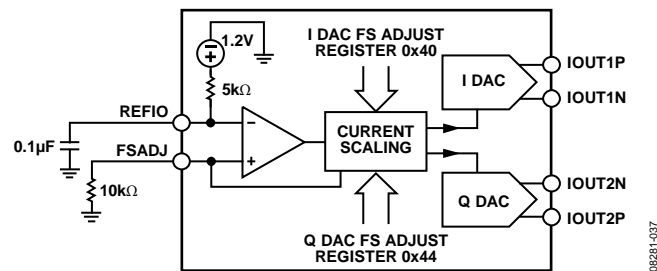 1.2V
I DAC FS ADJUST
REGISTER 0x40
5kΩ
I DAC
IOUT1P
IOUT1N
REFIO
−
0.1µF
FSADJ
+
CURRENT
SCALING
10kΩ
Q DAC
IOUT2N
IOUT2P
Q DAC FS ADJUST
REGISTER 0x44
08281-037